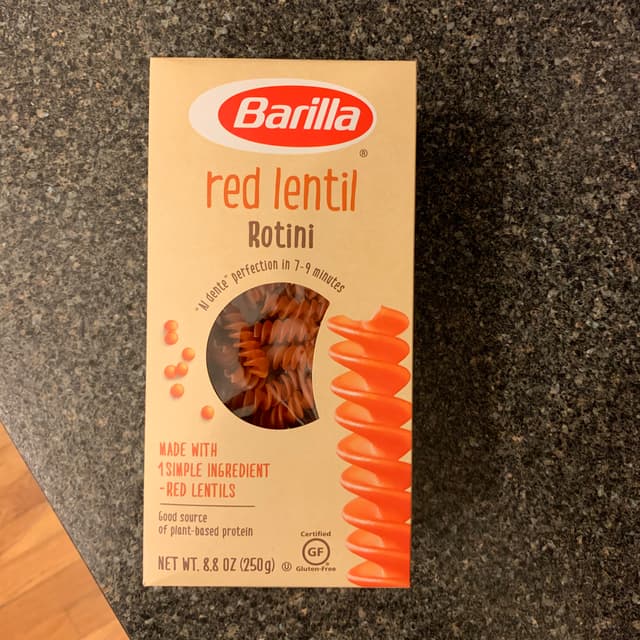 Barilla
®
red lentil
Rotini
"Al dente" perfection in 7-9 minutes
MADE WITH
1 SIMPLE INGREDIENT
-RED LENTILS
Good source
of plant-based protein
Certified
GF
Gluten-Free
NET WT. 8.8 OZ (250g) U